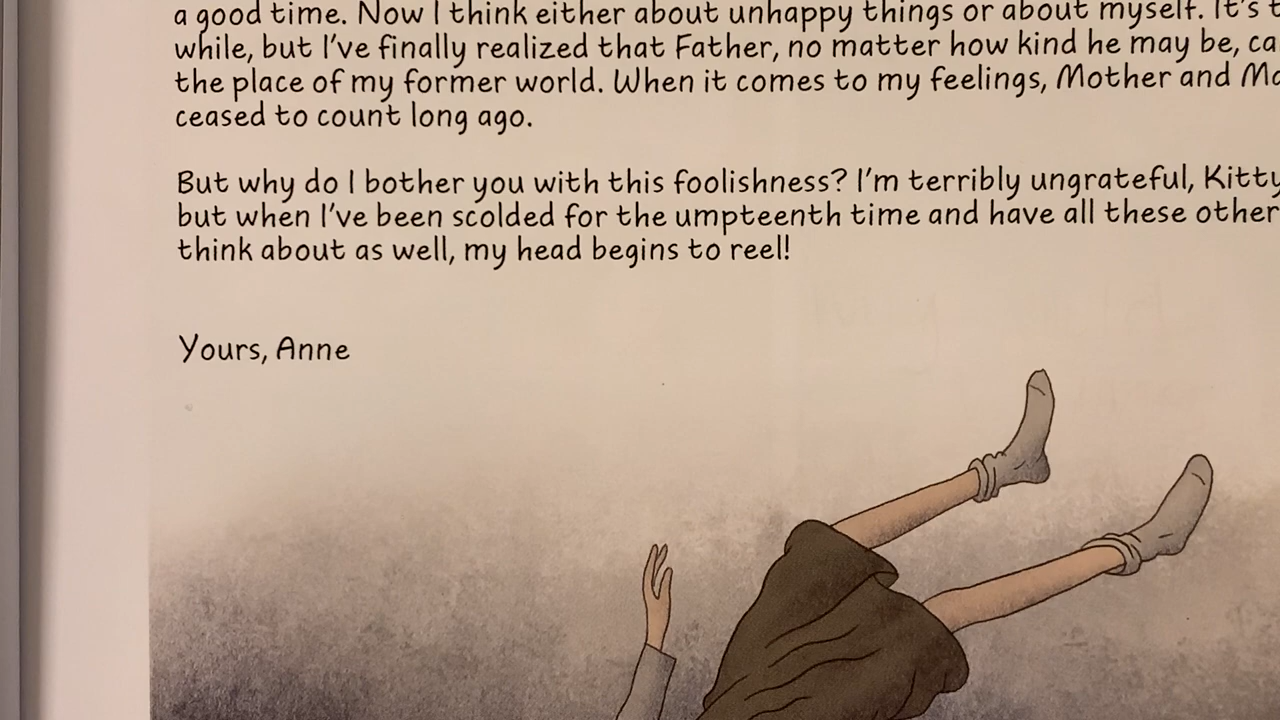 a good time. Now I think either about unhappy things or about myself. It's
while, but I've finally realized that Father, no matter how kind he may be,
the place of my former world. When it comes to my feelings, Mother and
ceased to count long ago.
But why do I bother you with this foolishness? I'm terribly ungrateful, Kitty
but when I've been scolded for the umpteenth time and have all these other
think about as well, my head begins to reel!
Yours, Anne